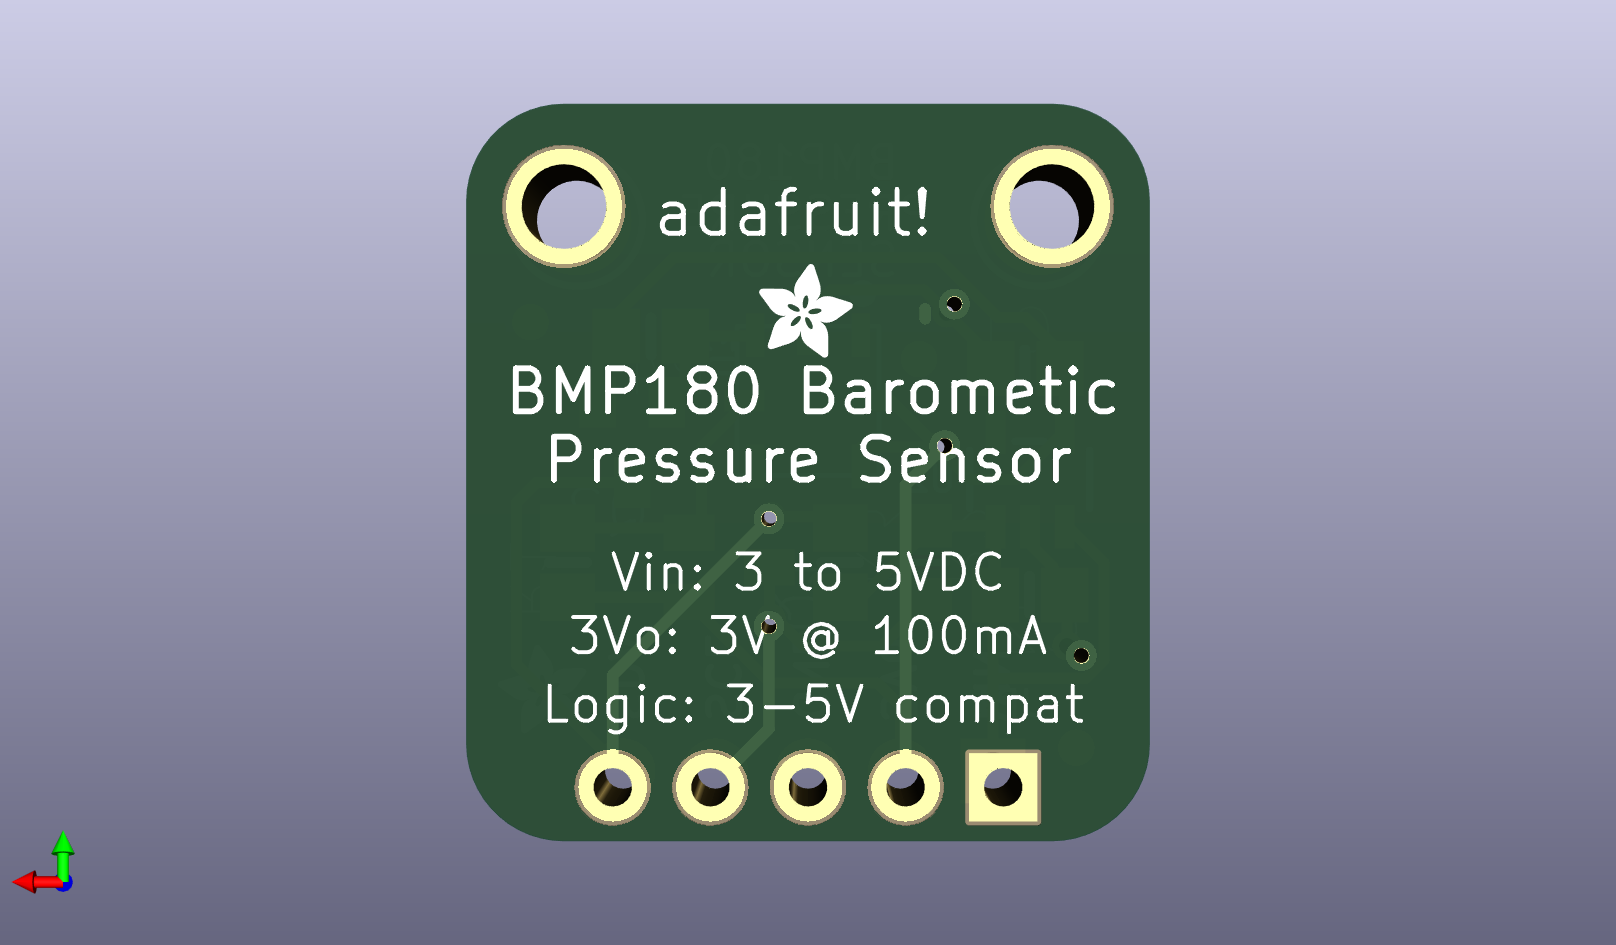 adafruit!
BMP180 Barometic
Pressure Sensor
Vin: 3 to 5VDC
3Vo: 3V @ 100mA
Logic: 3-5V compat